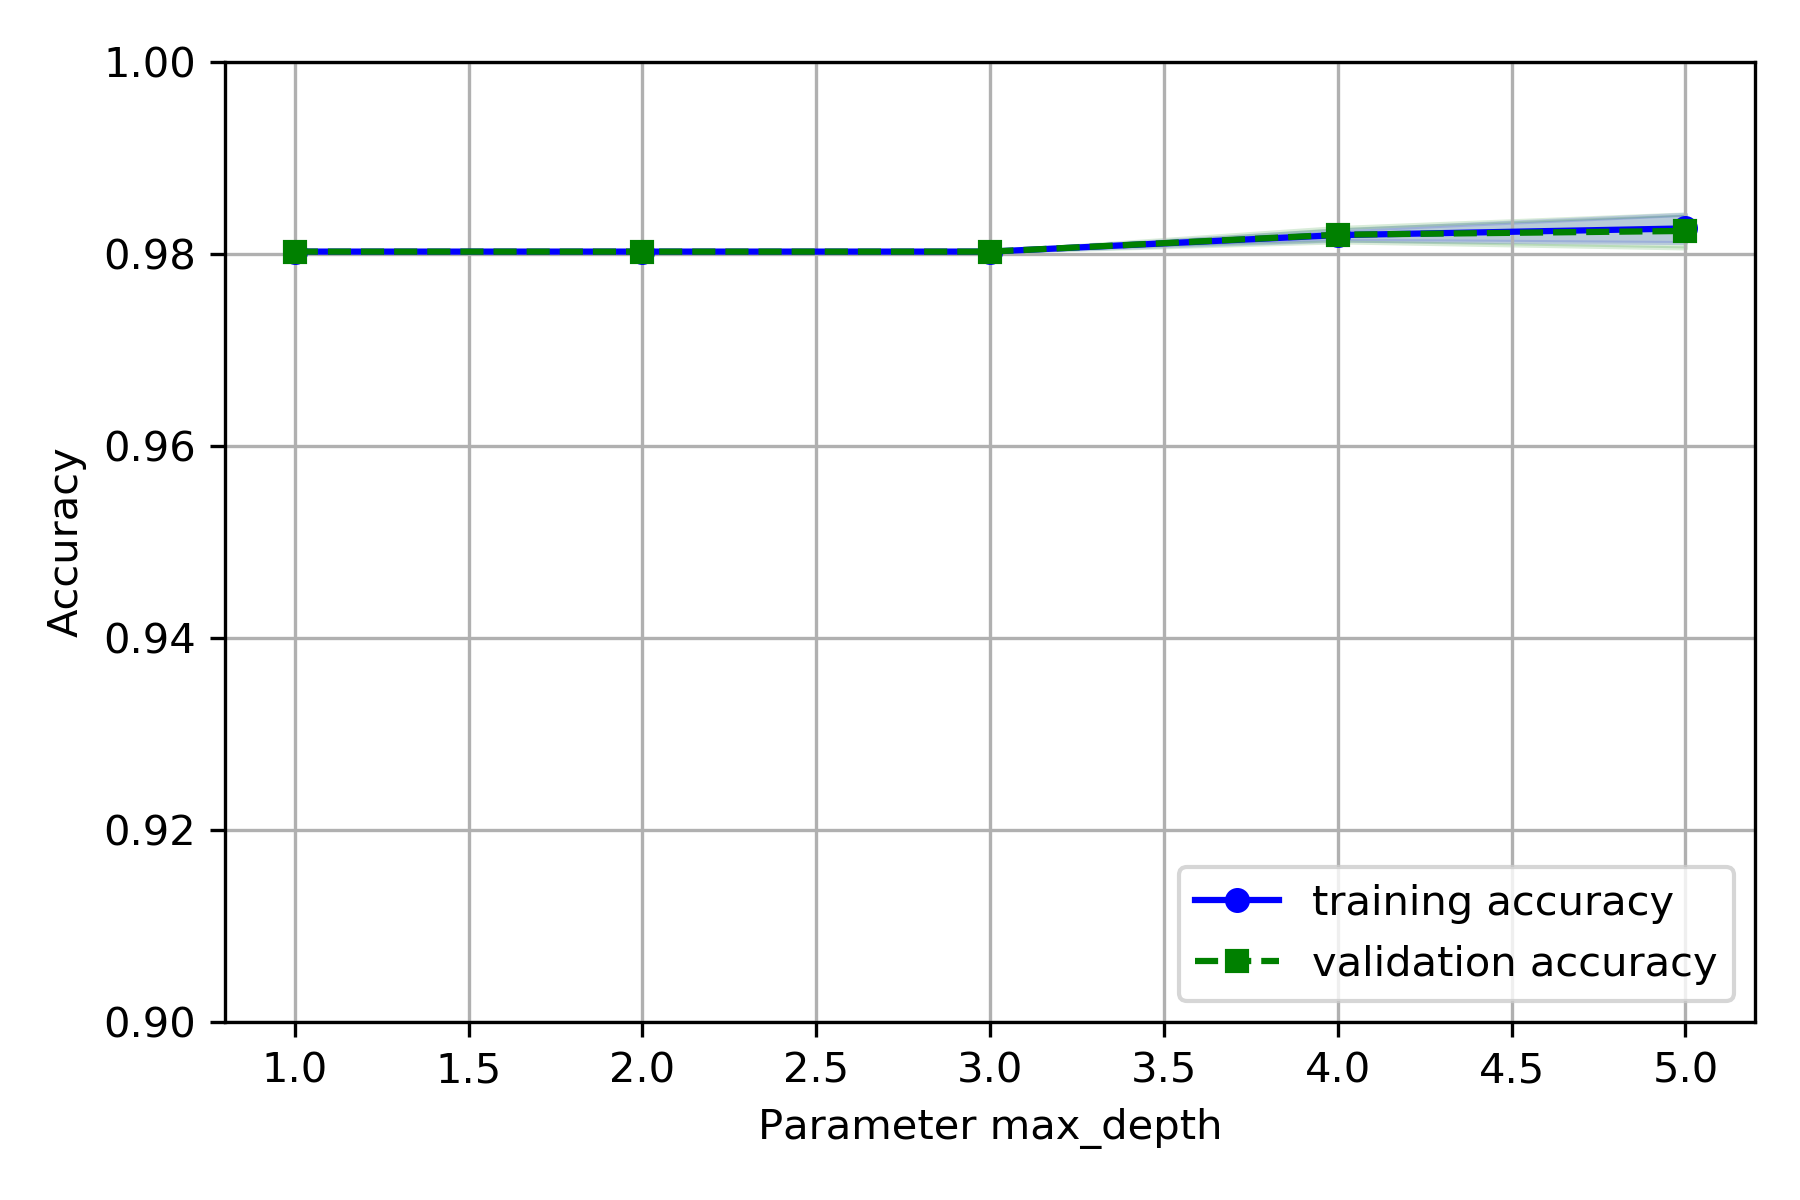 1.00
0.98
0.96
0.94
0.92
0.90
Accuracy
training accuracy
validation accuracy
1.0 1.5 2.0 2.5 3.0 3.5 4.0 4.5 5.0
Parameter max_depth